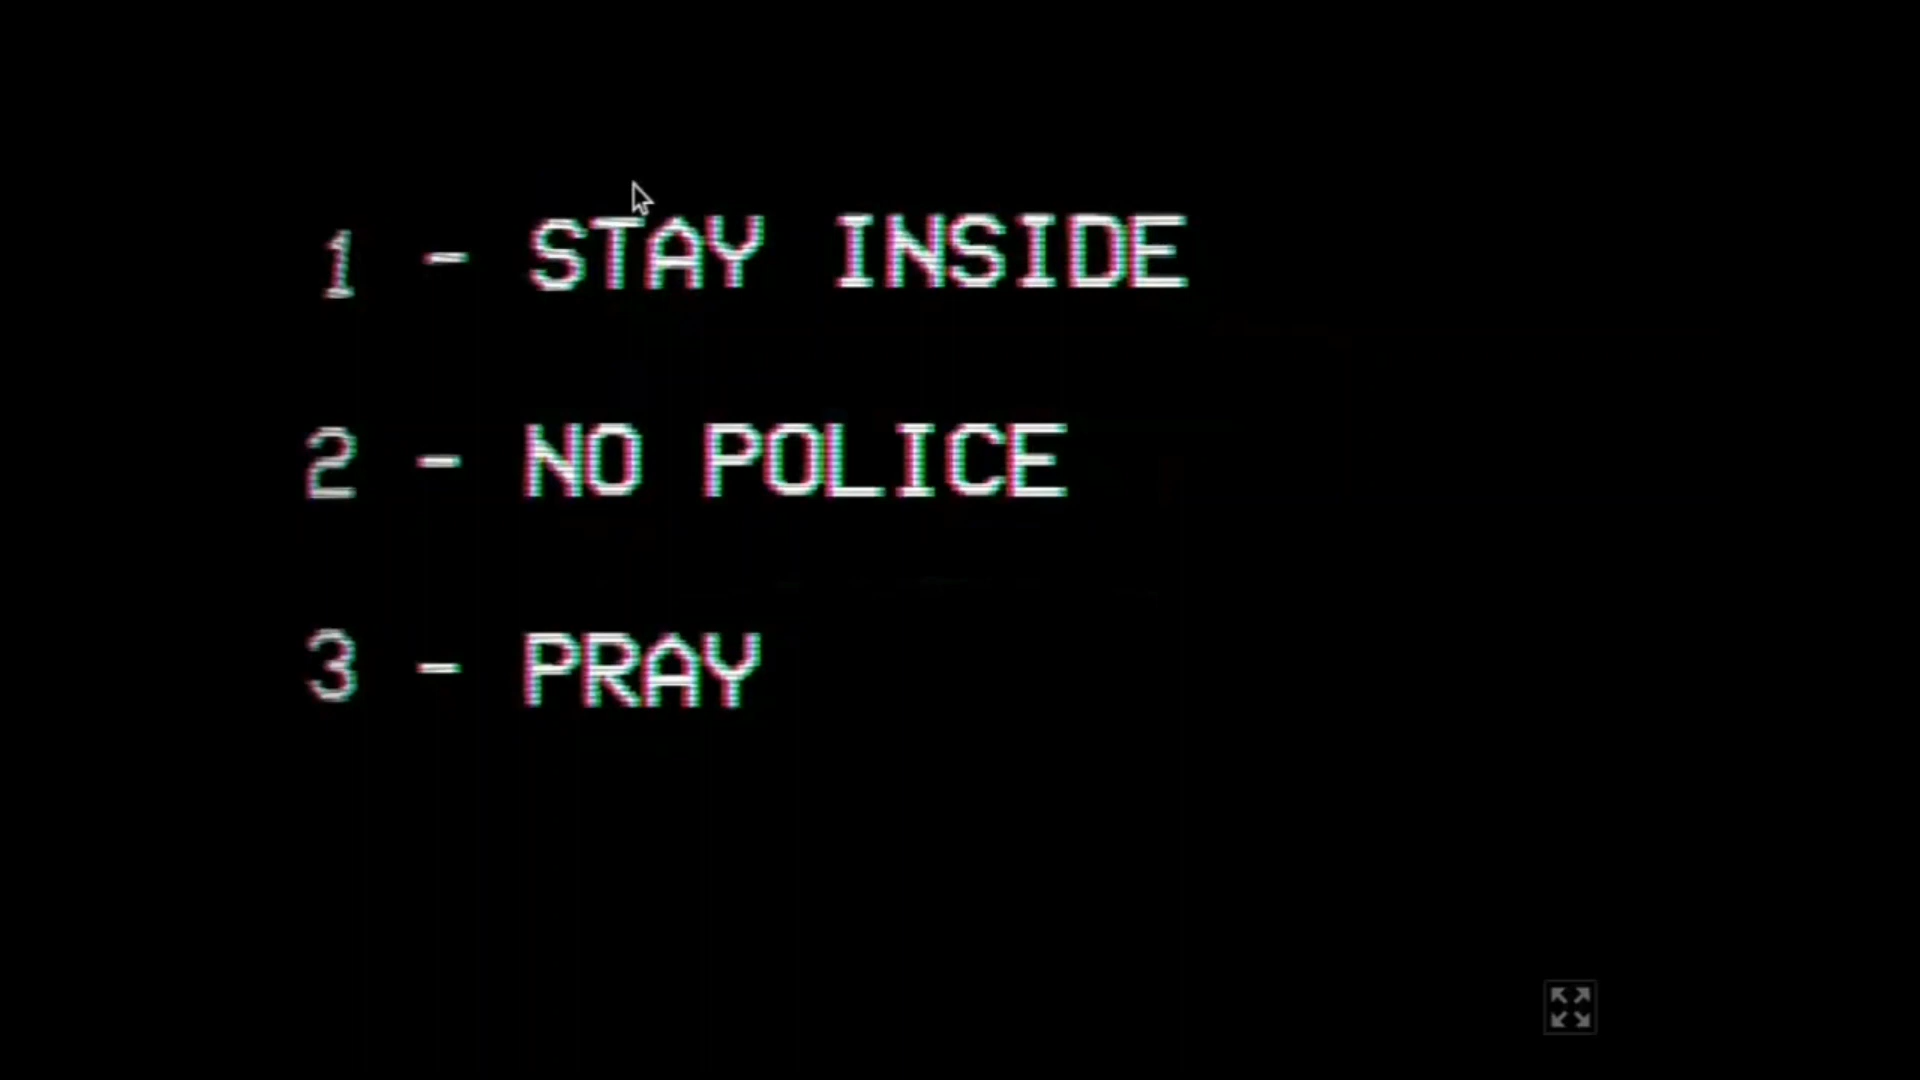 1 - STAY INSIDE
2 - NO POLICE
3 - PRAY